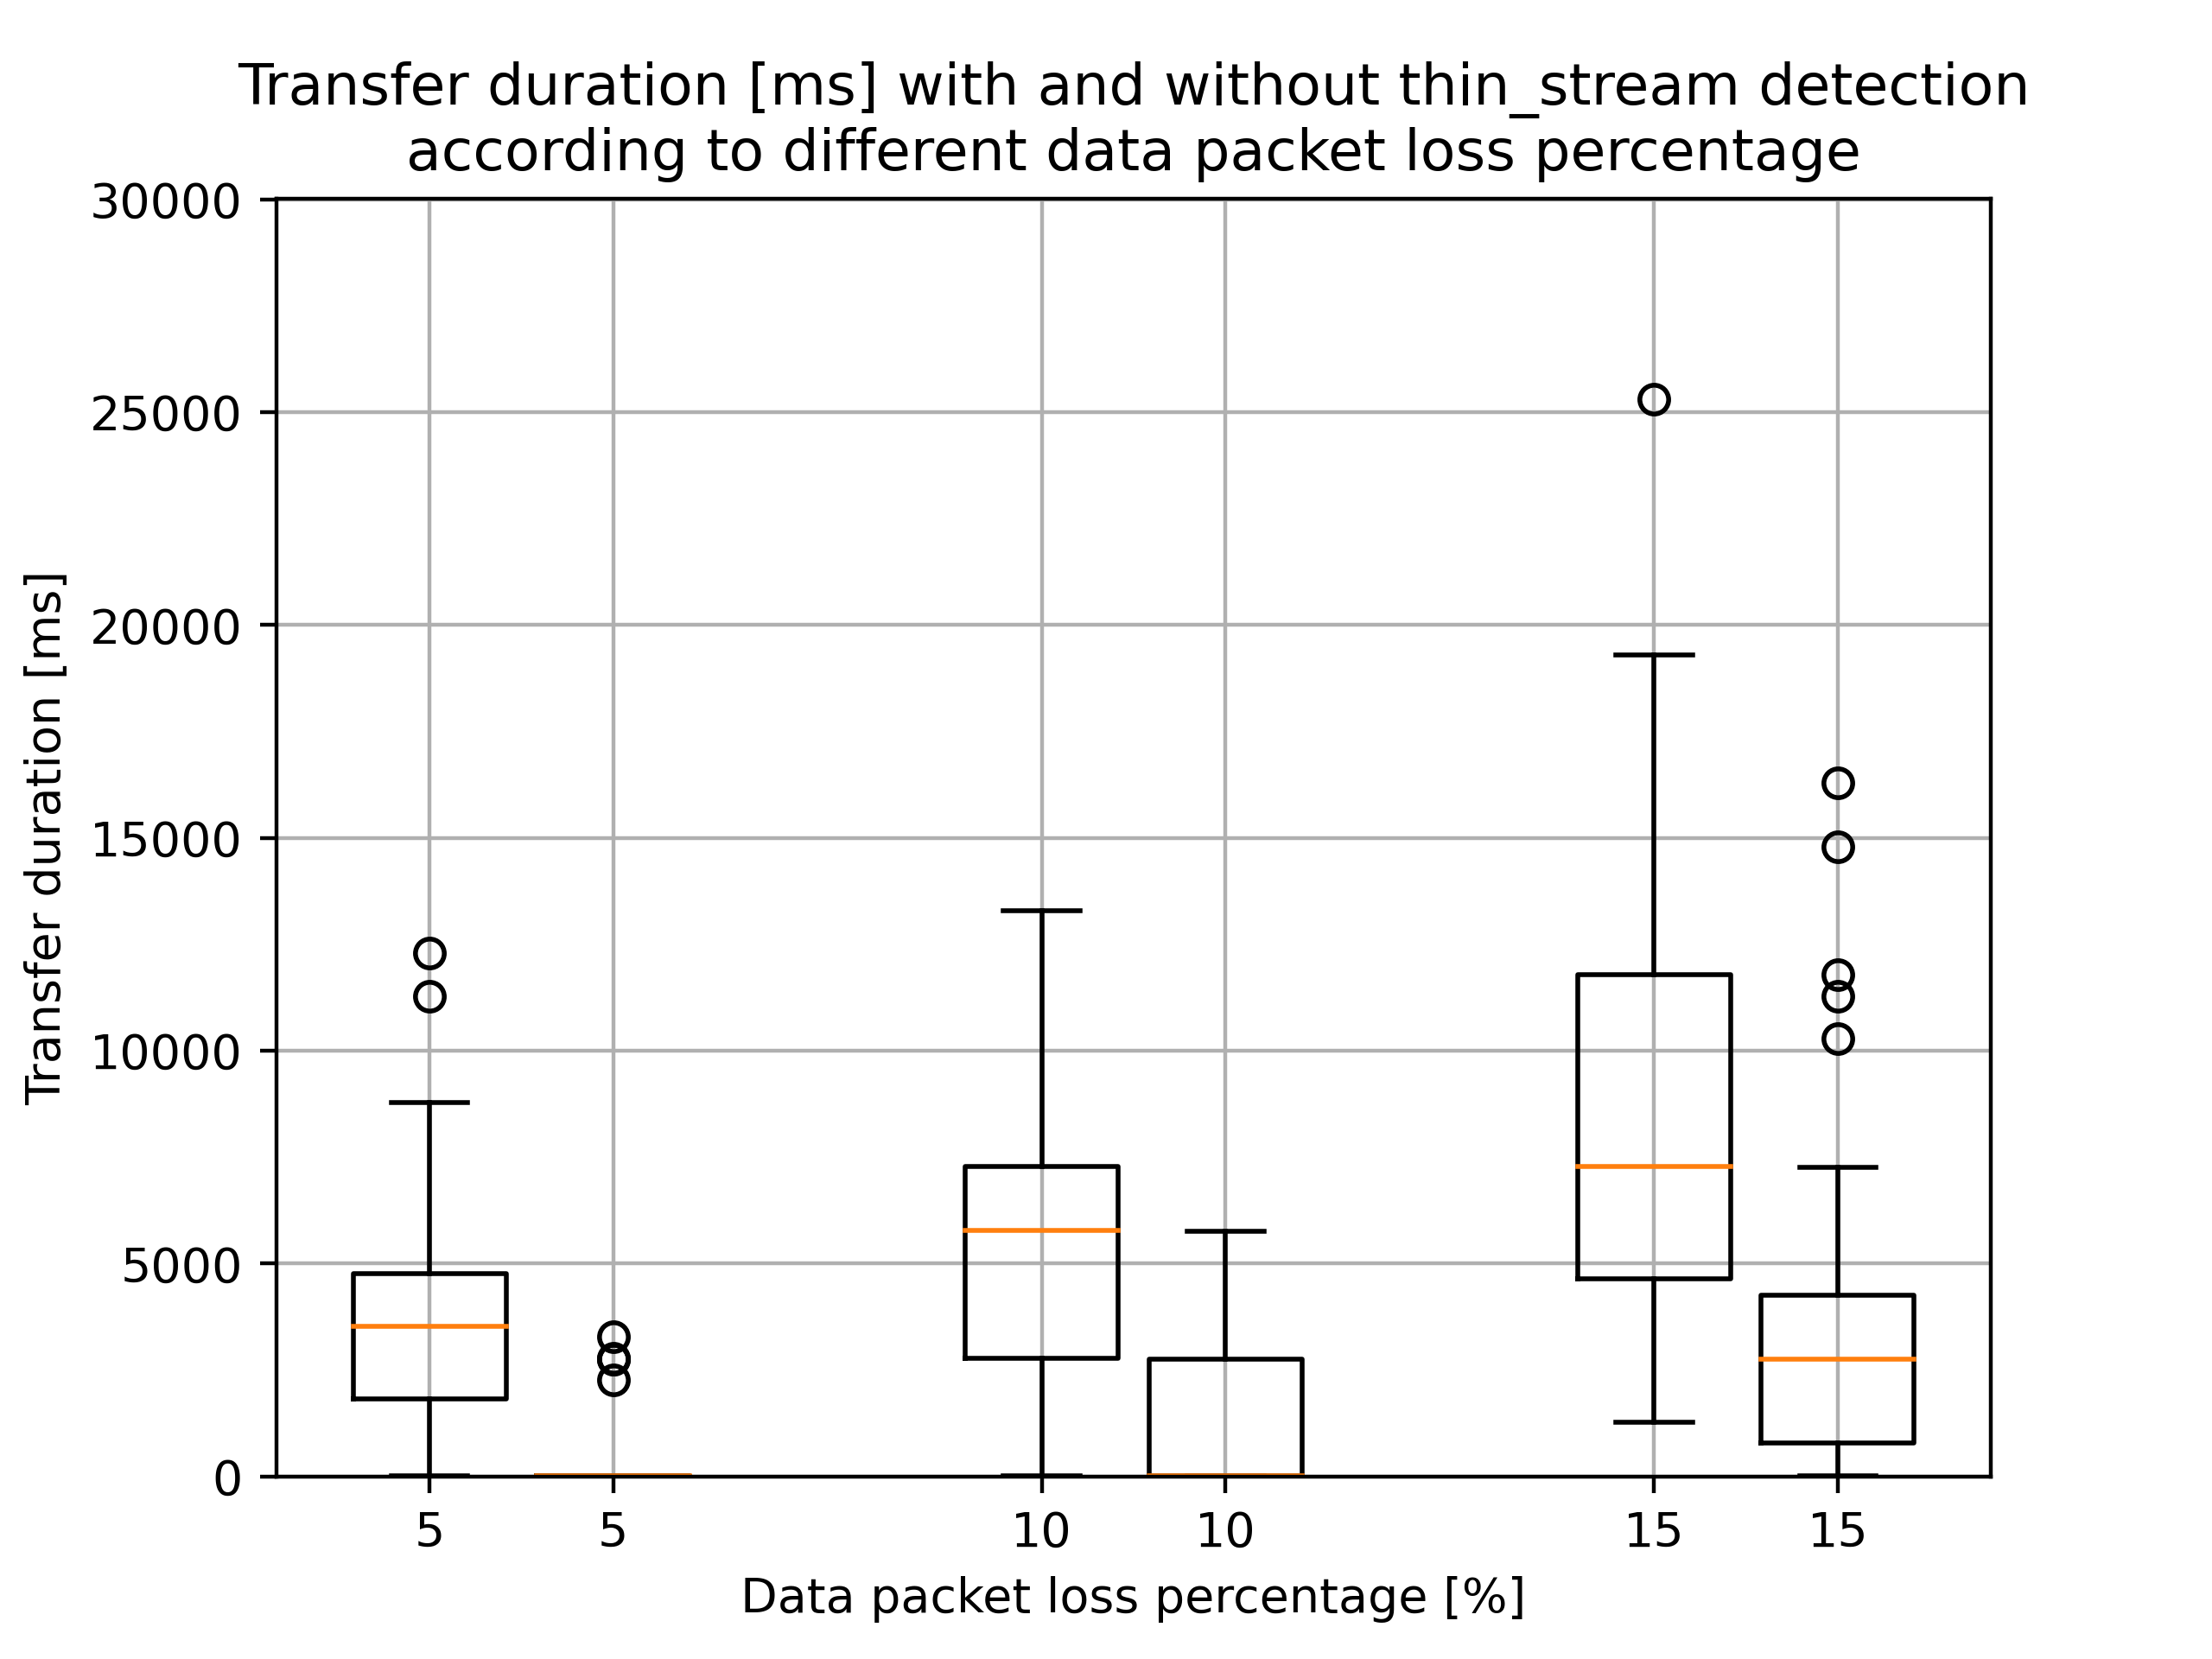 Transfer duration [ms] with and without thin_stream detection
according to different data packet loss percentage
30000
25000
20000
15000
10000
5000
0
Transfer duration [ms]
5 5 10 10 15 15
Data packet loss percentage [%]